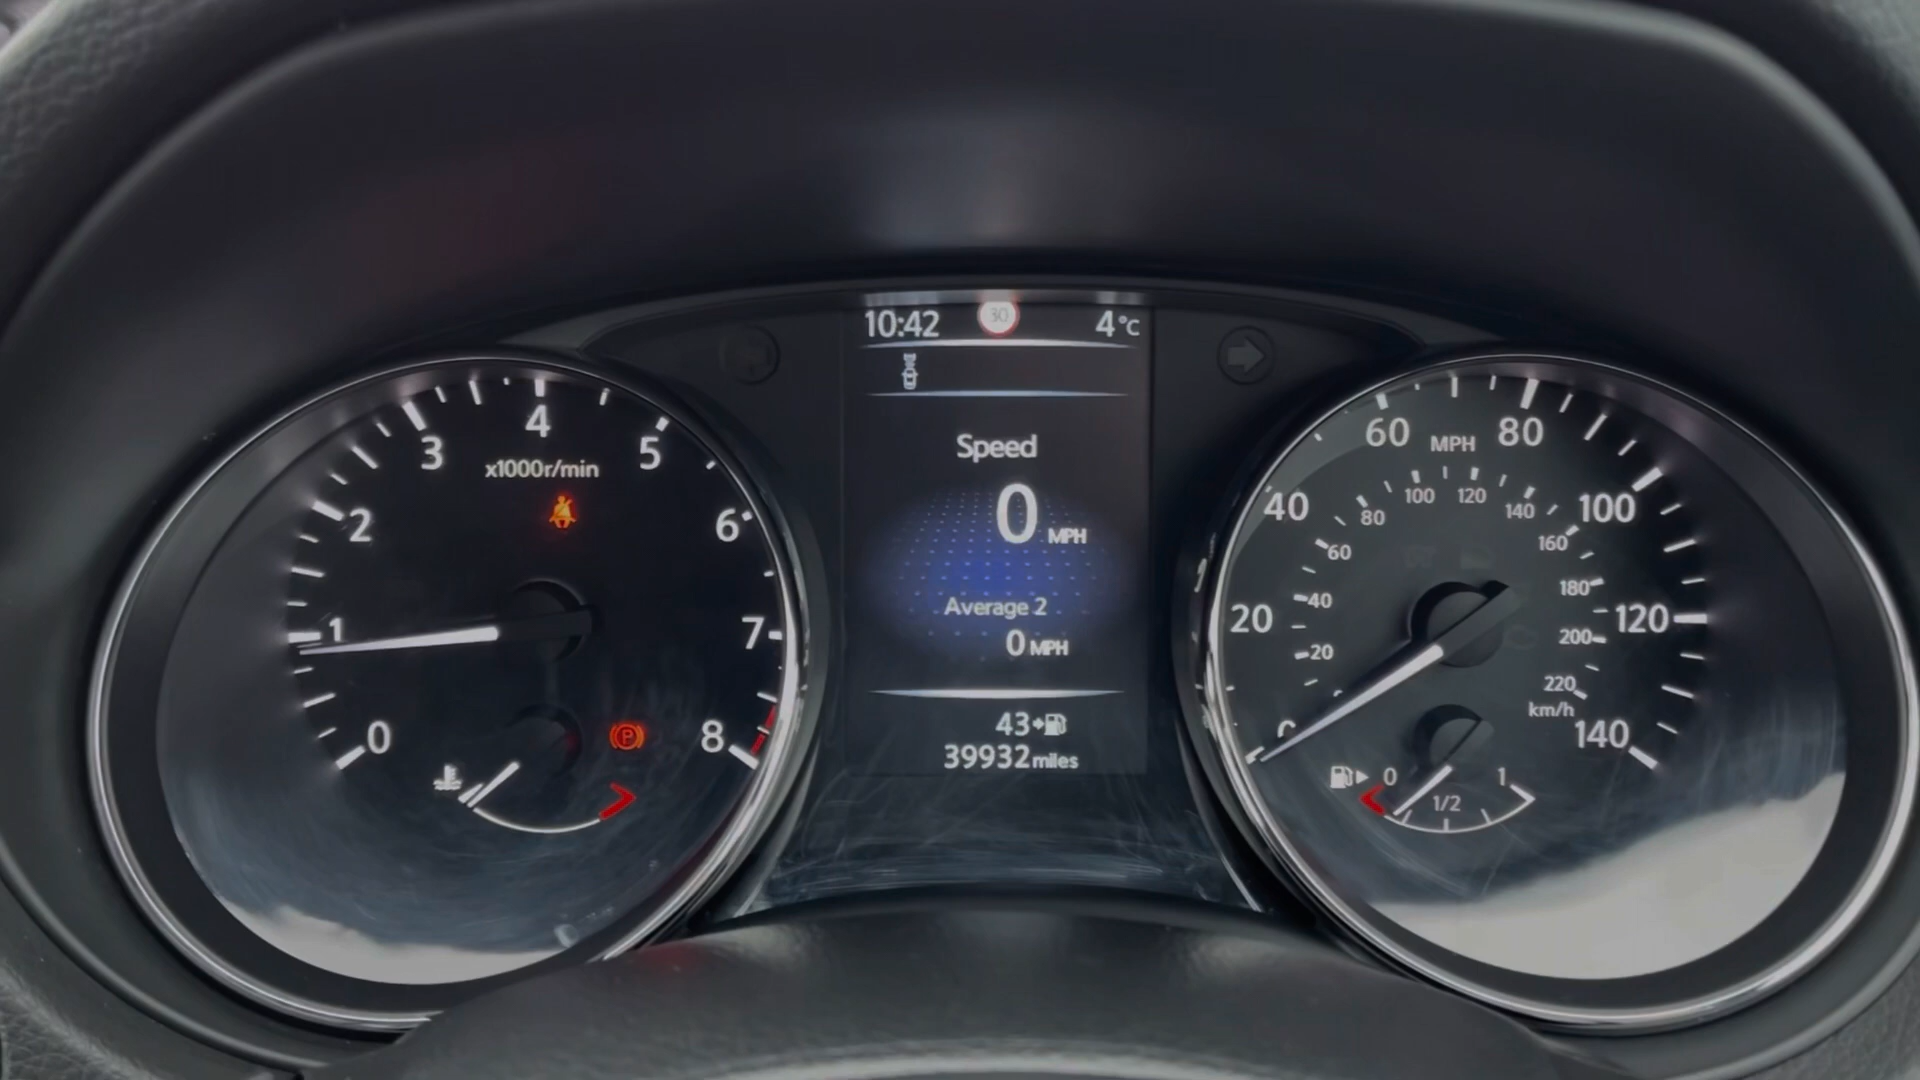 10:42 30 4°C
Speed
0 MPH
Average 2
0 MPH
43
39932 miles
0 1 2 3 4 5 6 7 8
x1000r/min
P
0 20 40 60 80 100 120 140
MPH
20 40 60 80 100 120 140 160 180 200 220
km/h
0 1/2 1